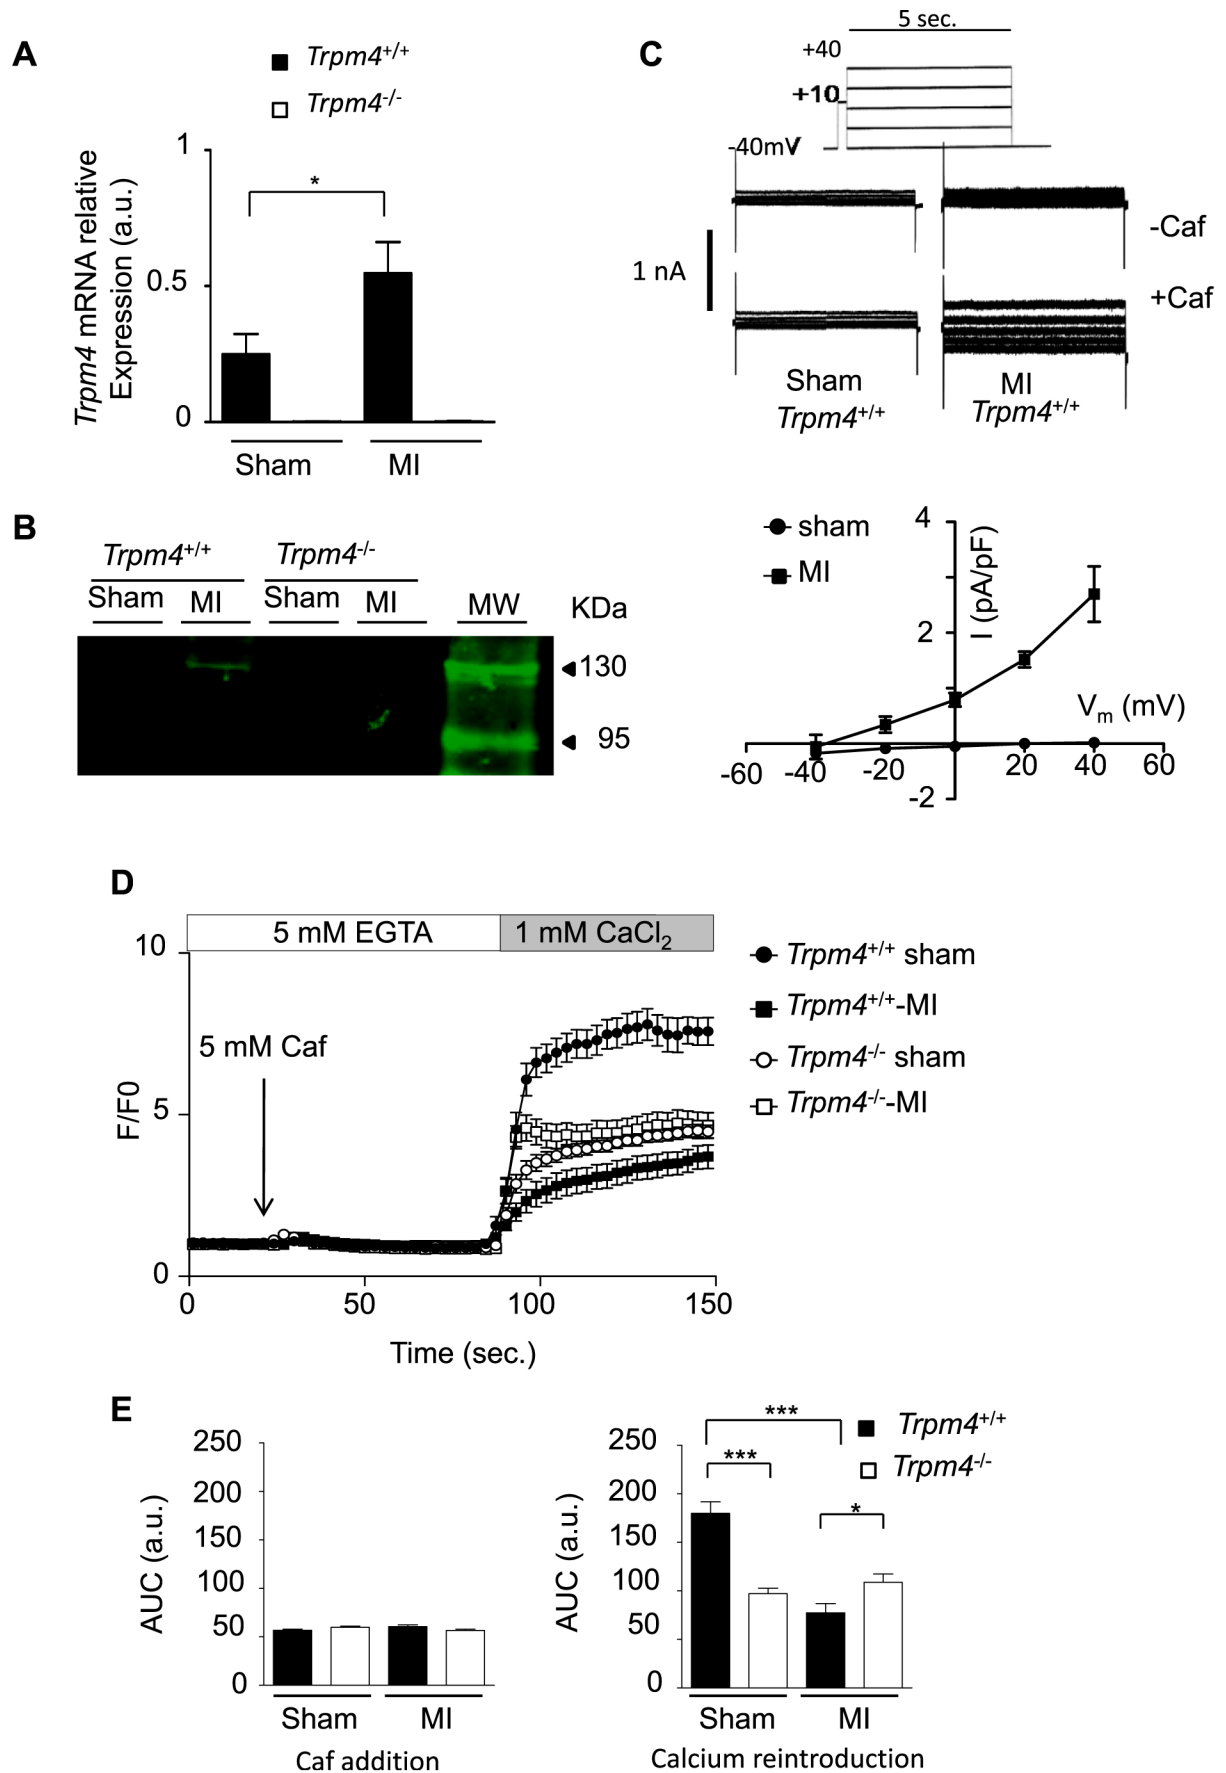 A
Trpm4+/+
Trpm4-/-
Trpm4 mRNA relative
Expression (a.u.)
1
0.5
0
*
Sham
MI
C
5 sec.
+40
+10
-40mV
-Caf
1 nA
+Caf
Sham
Trpm4+/+
MI
Trpm4+/+
sham
MI
4
2
-2
I (pA/pF)
Vm (mV)
-60 -40 -20 20 40 60
B
Trpm4+/+ Trpm4-/-
Sham MI Sham MI MW KDa
130
95
D
5 mM EGTA 1 mM CaCl2
10
5
0
F/F0
5 mM Caf
0 50 100 150
Time (sec.)
Trpm4+/+ sham
Trpm4+/+-MI
Trpm4-/- sham
Trpm4-/--MI
E
250
200
150
100
50
0
AUC (a.u.)
Sham MI
Caf addition
250
200
150
100
50
0
AUC (a.u.)
***
***
*
Trpm4+/+
Trpm4-/-
Sham MI
Calcium reintroduction